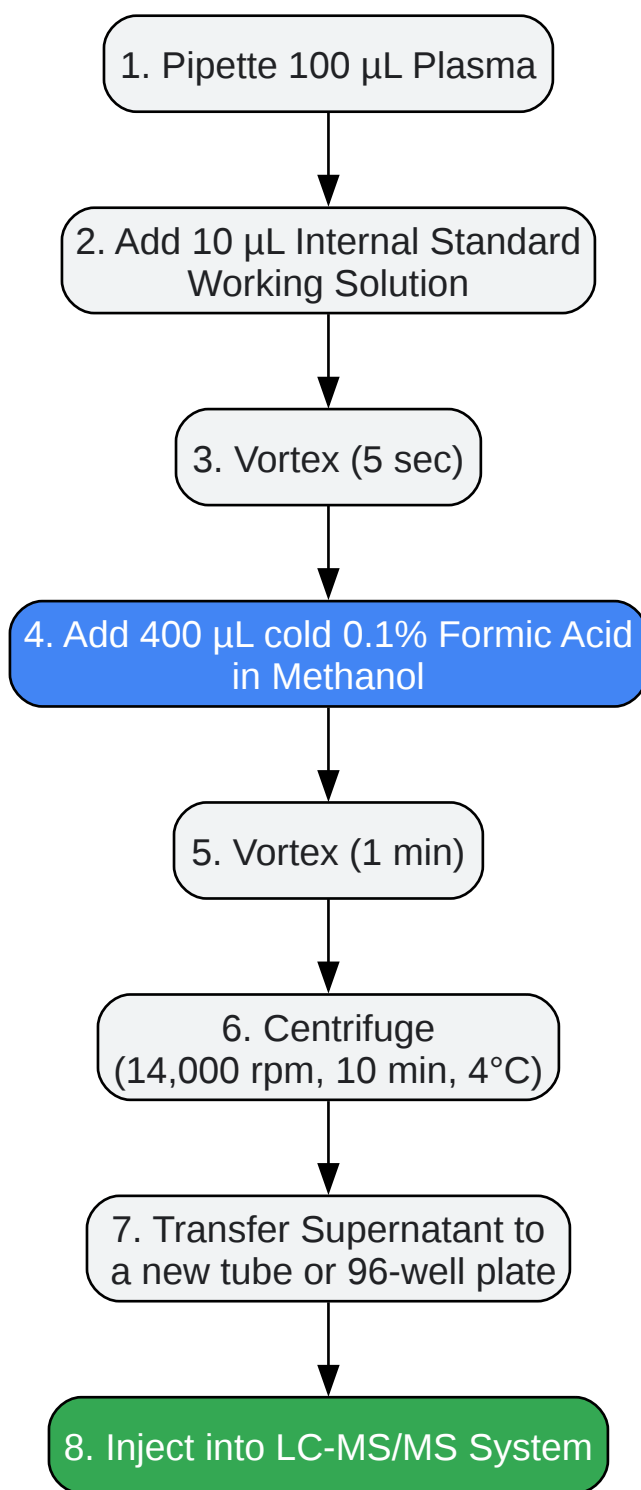 1. Pipette 100 µL Plasma
2. Add 10 µL Internal Standard
Working Solution
3. Vortex (5 sec)
4. Add 400 µL cold 0.1% Formic Acid
in Methanol
5. Vortex (1 min)
6. Centrifuge
(14,000 rpm, 10 min, 4°C)
7. Transfer Supernatant to
a new tube or 96-well plate
8. Inject into LC-MS/MS System